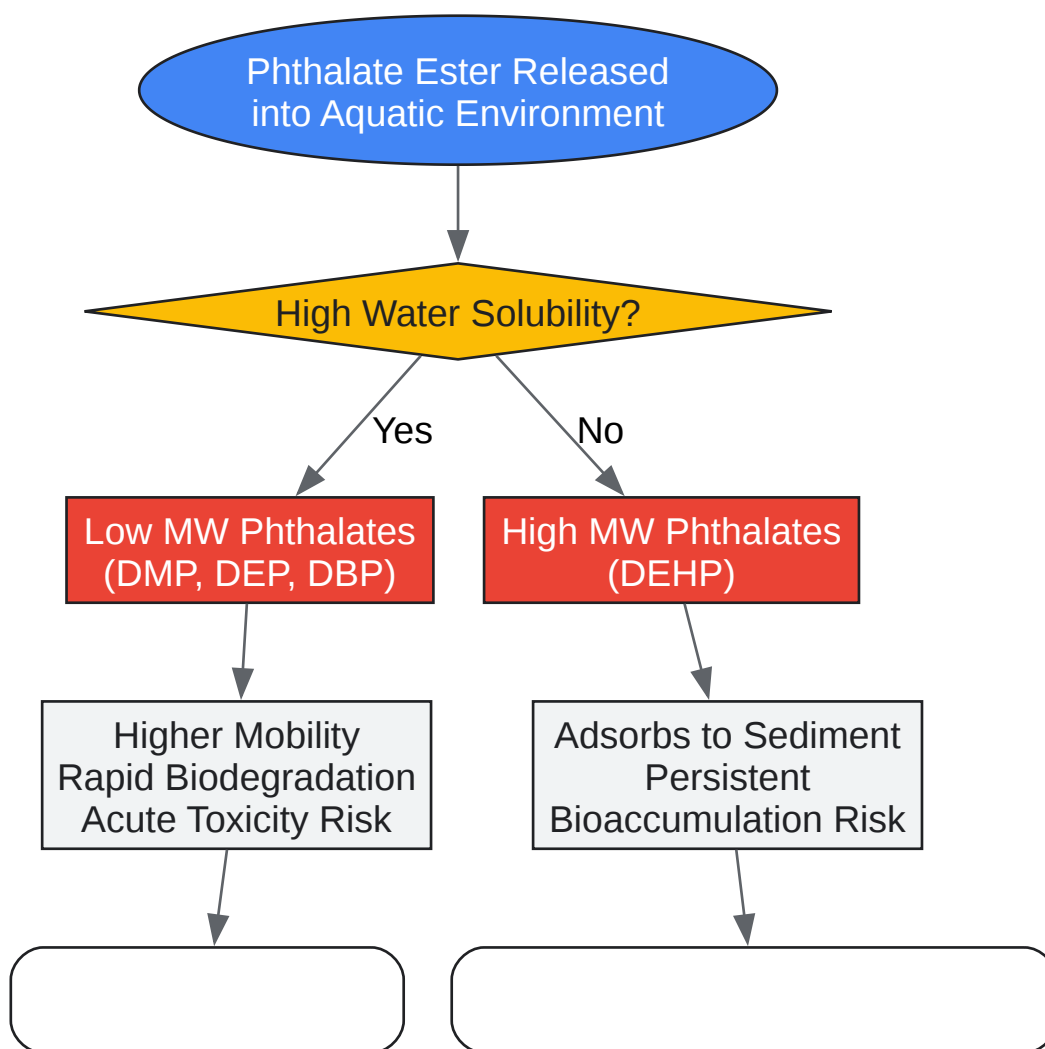 Phthalate Ester Released
into Aquatic Environment
High Water Solubility?
Yes
No
Low MW Phthalates
(DMP, DEP, DBP)
High MW Phthalates
(DEHP)
Higher Mobility
Rapid Biodegradation
Acute Toxicity Risk
Adsorbs to Sediment
Persistent
Bioaccumulation Risk